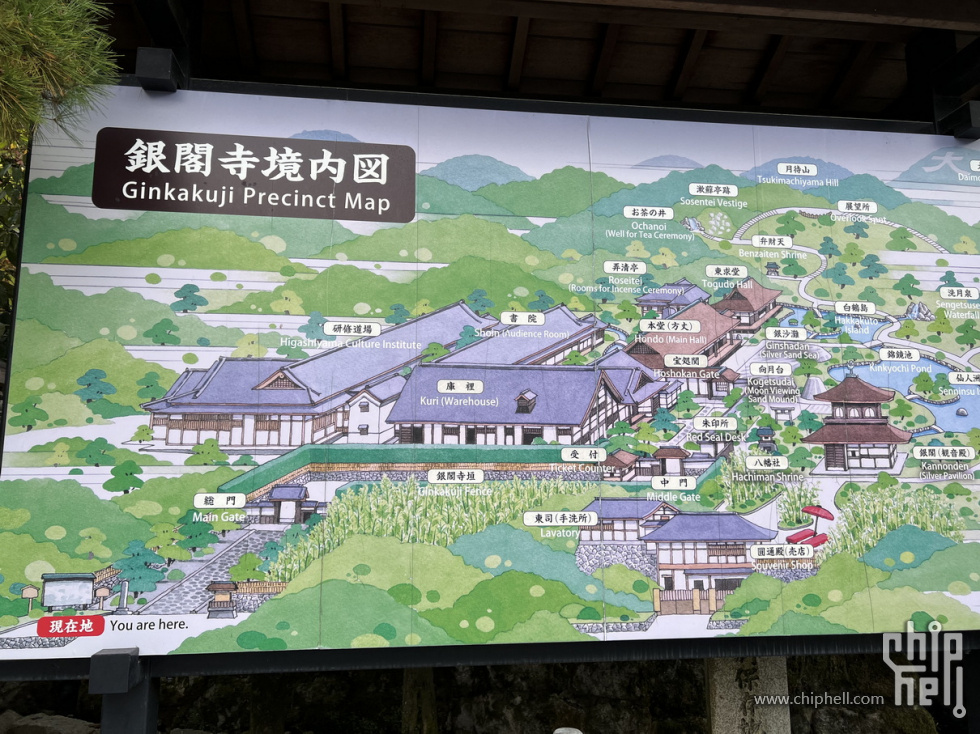 銀閣寺境内図
Ginkakuji Precinct Map
月待山
Tsukimachiyama Hill
漱蘇亭跡
Sosentei Vestige
お茶の井
Ochanoi
(Well for Tea Ceremony)
展望所
Overlook Spot
弁財天
Benzaiten Shrine
弄清亭
Roseitei
(Rooms for Incense Ceremony)
東求堂
Togudo Hall
洗月泉
Sengetsusen
Waterfall
白鶴島
Hakkakuto
Island
本堂(方丈)
Hondo (Main Hall)
銀沙灘
Ginshadan
(Silver Sand Sea)
書院
Shoin (Audience Room)
研修道場
Higashiyama Culture Institute
宝処関
Hoshokan Gate
向月台
Kogetsudai
(Moon Viewing
Sand Mound)
錦鏡池
Kinkyochi Pond
仙人洲
庫裡
Kuri (Warehouse)
朱印所
Red Seal Desk
受付
Ticket Counter
八幡社
Hachiman Shrine
銀閣(観音殿)
Kannonden
(Silver Pavilion)
銀閣寺垣
Ginkakuji Fence
中門
Middle Gate
総門
Main Gate
東司(手洗所)
Lavatory
圓通殿(売店)
Souvenir Shop
現在地
You are here.
chip
hell
www.chiphell.com